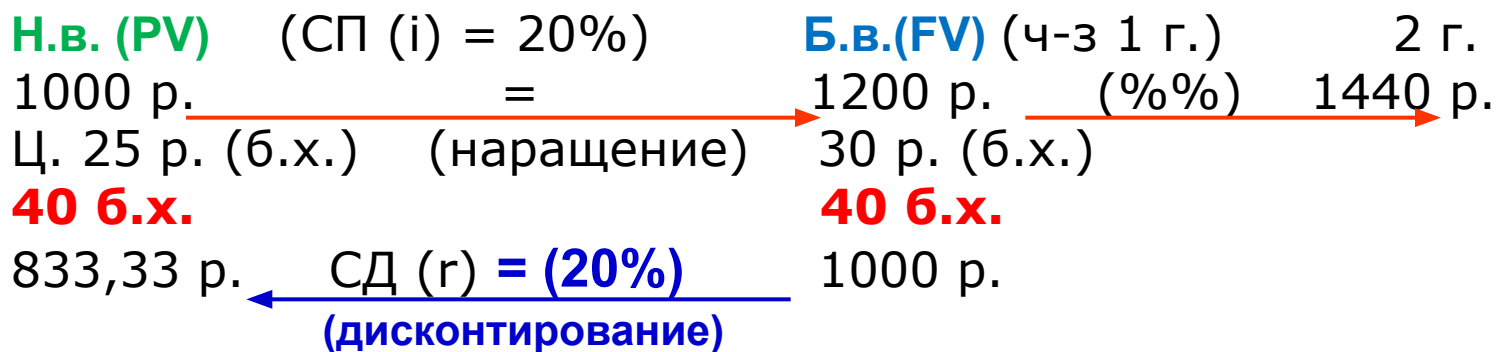 Н.в. (PV) (СП (i) = 20%) Б.в.(FV) (ч-з 1 г.) 2 г.
1000 р. = 1200 р. (%%) 1440 р.
Ц. 25 р. (б.х.) (наращение) 30 р. (б.х.)
40 б.х. 40 б.х.
833,33 р. СД (r) = (20%) 1000 р.
(дисконтирование)